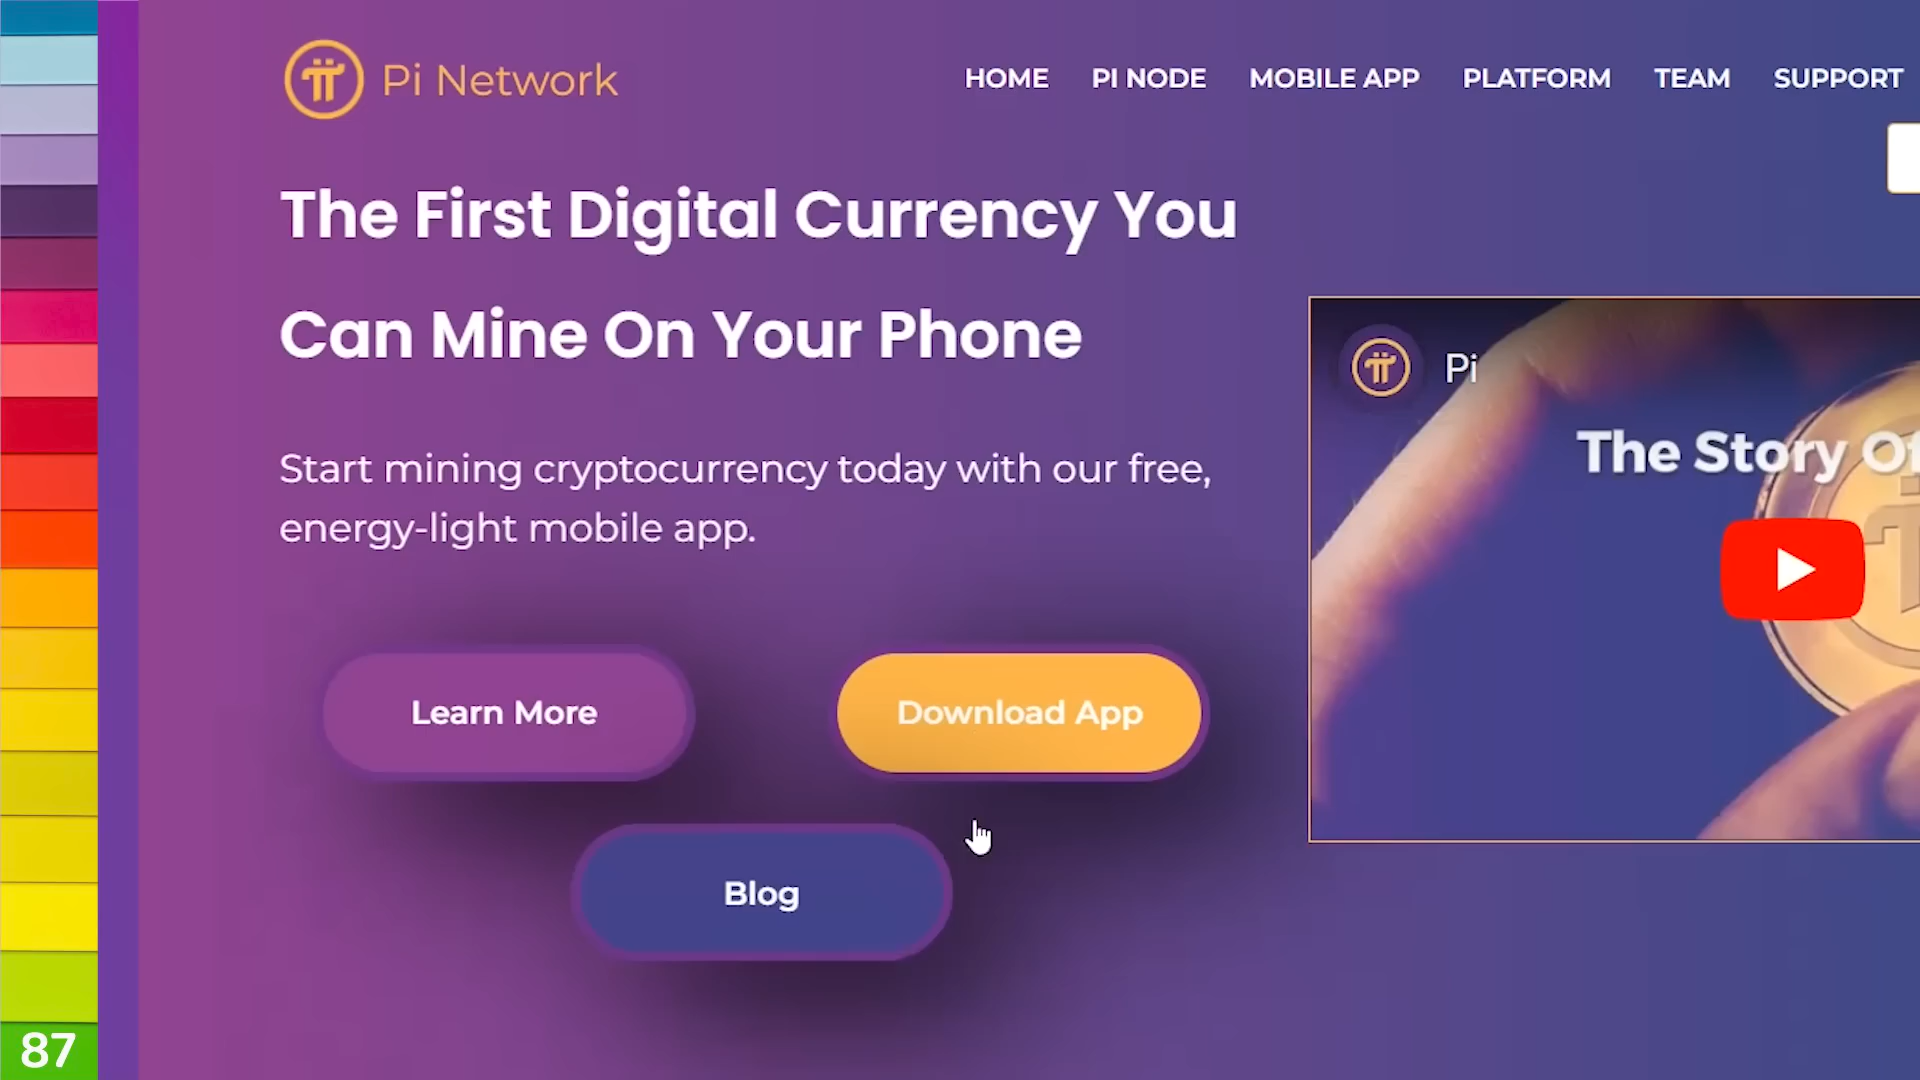 Pi Network
HOME PI NODE MOBILE APP PLATFORM TEAM SUPPORT
The First Digital Currency You
Can Mine On Your Phone
Start mining cryptocurrency today with our free,
energy-light mobile app.
Learn More
Download App
Blog
Pi
The Story Of
87